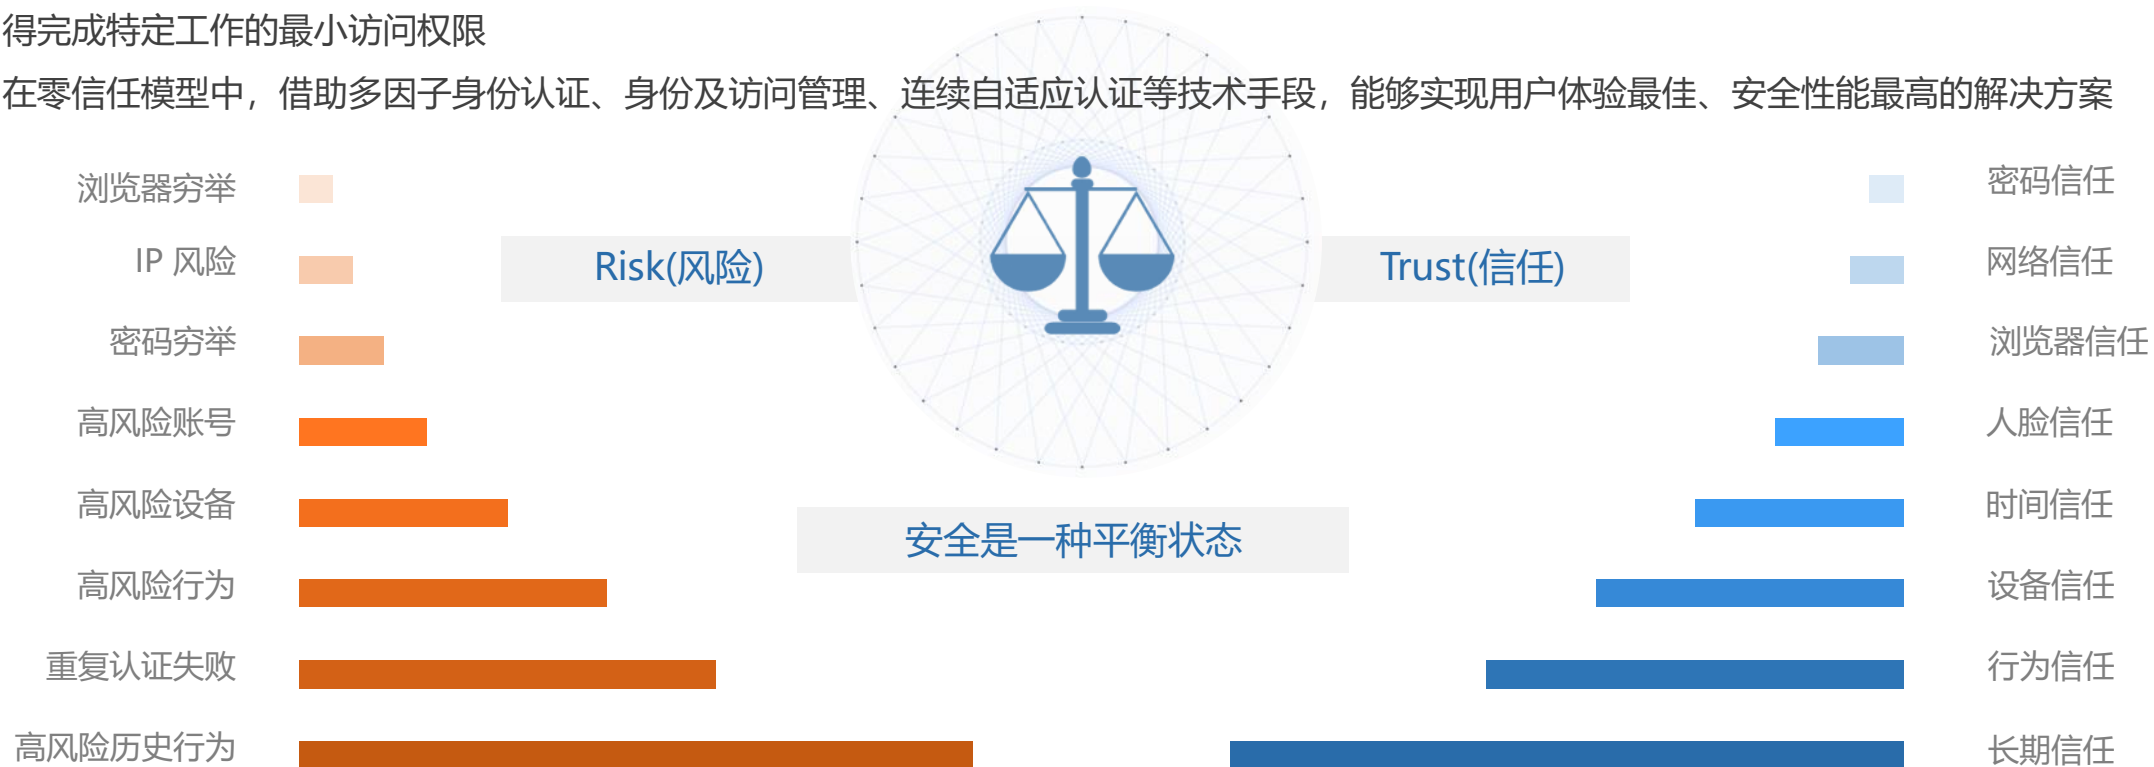 得完成特定工作的最小访问权限
在零信任模型中，借助多因子身份认证、身份及访问管理、连续自适应认证等技术手段，能够实现用户体验最佳、安全性能最高的解决方案
浏览器穷举
密码信任
IP 风险
Risk(风险)
Trust(信任)
网络信任
密码穷举
浏览器信任
高风险账号
人脸信任
高风险设备
时间信任
安全是一种平衡状态
高风险行为
设备信任
重复认证失败
行为信任
高风险历史行为
长期信任